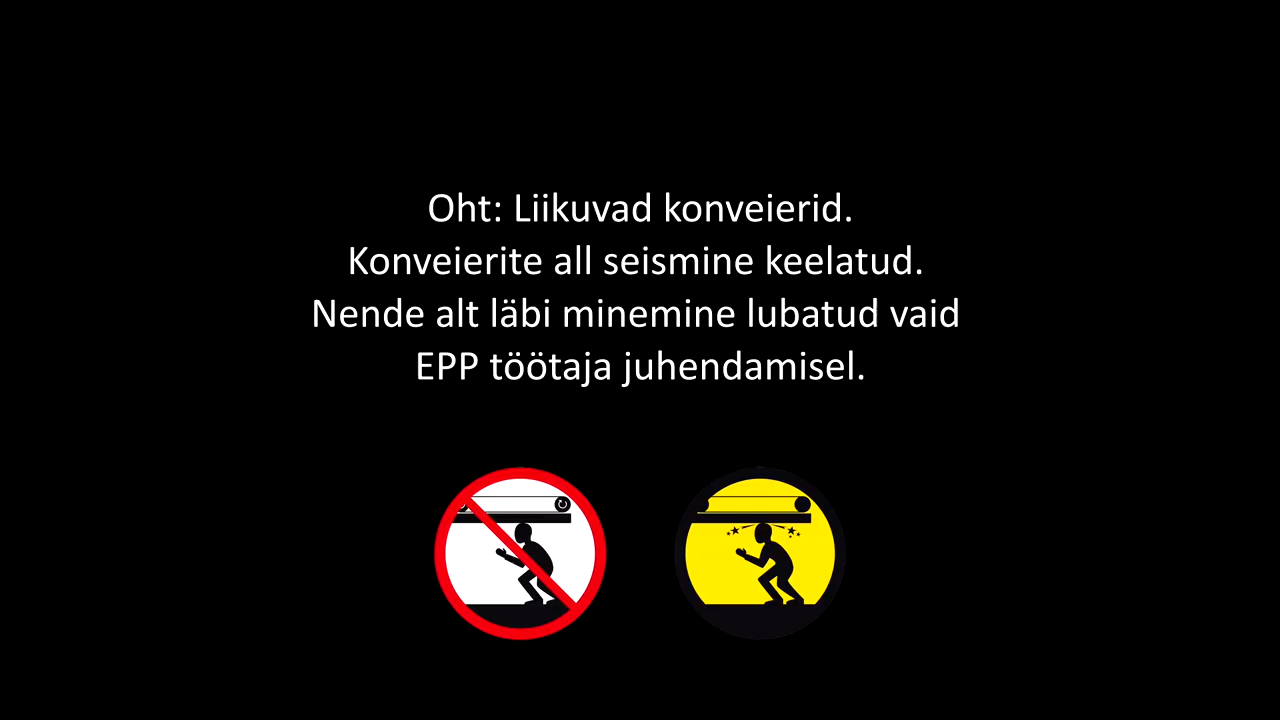 Oht: Liikuvad konveierid.
Konveierite all seismine keelatud.
Nende alt läbi minemine lubatud vaid
EPP töötaja juhendamisel.